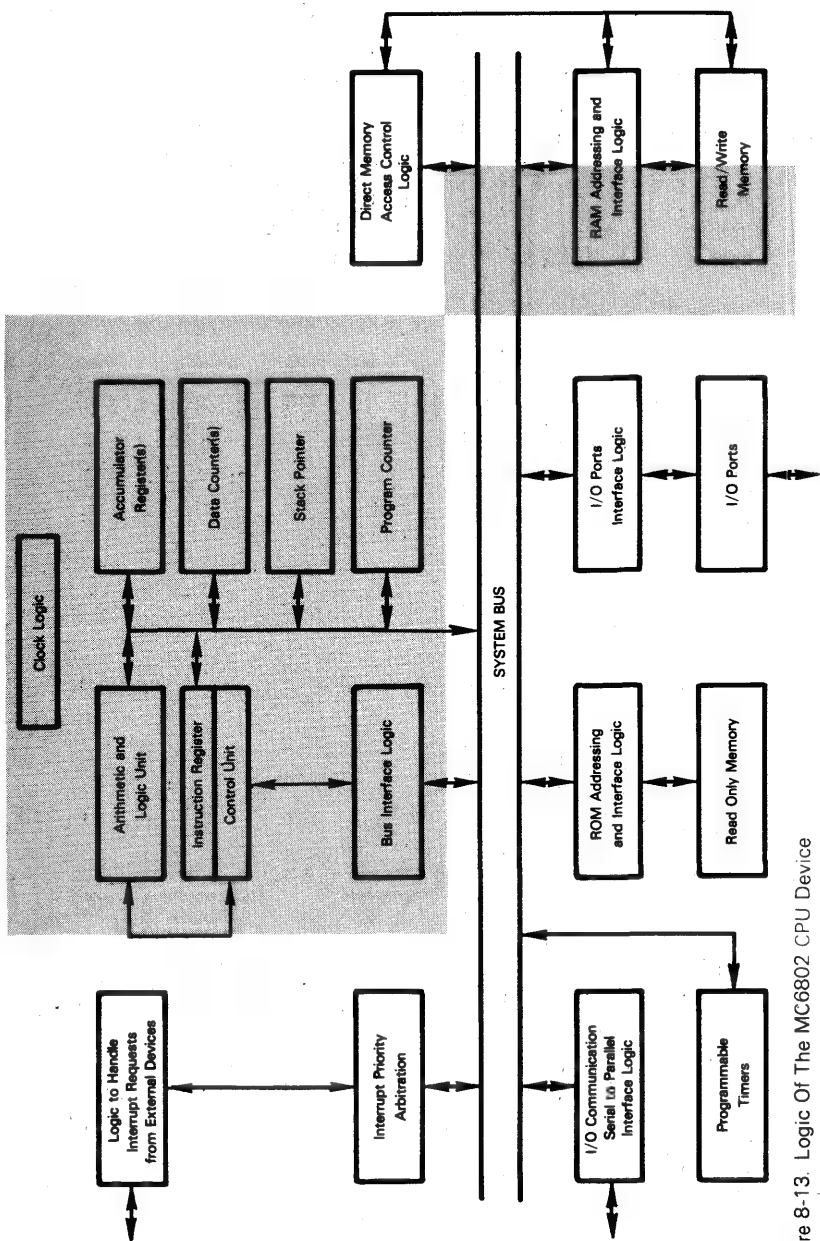 Logic to Handle
Interrupt Requests
from External Devices
Interrupt Priority
Arbitration
Clock Logic
Arithmetic and
Logic Unit
Instruction Register
Control Unit
Bus Interface Logic
Accumulator
Register(s)
Data Counter(s)
Stack Pointer
Program Counter
Direct Memory
Access Control
Logic
SYSTEM BUS
I/O Communication
Serial to Parallel
Interface Logic
Programmable
Timers
ROM Addressing
and Interface Logic
Read Only Memory
I/O Ports
Interface Logic
I/O Ports
RAM Addressing and
Interface Logic
Read/Write
Memory
re 8-13. Logic Of The MC6802 CPU Device